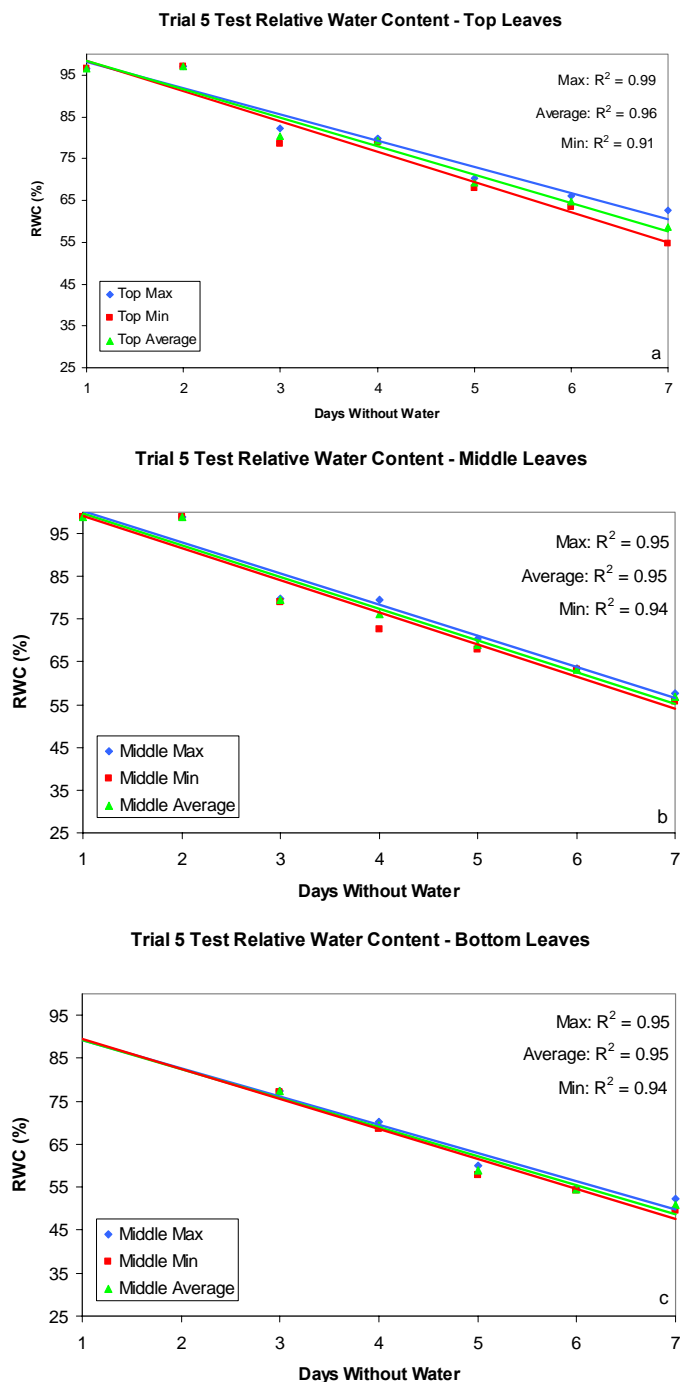 Trial 5 Test Relative Water Content - Top Leaves
95
85
75
65
55
45
35
25
RWC (%)
Max: R² = 0.99
Average: R² = 0.96
Min: R² = 0.91
Top Max
Top Min
Top Average
a
1 2 3 4 5 6 7
Days Without Water
Trial 5 Test Relative Water Content - Middle Leaves
95
85
75
65
55
45
35
25
RWC (%)
Max: R² = 0.95
Average: R² = 0.95
Min: R² = 0.94
Middle Max
Middle Min
Middle Average
b
1 2 3 4 5 6 7
Days Without Water
Trial 5 Test Relative Water Content - Bottom Leaves
95
85
75
65
55
45
35
25
RWC (%)
Max: R² = 0.95
Average: R² = 0.95
Min: R² = 0.94
Middle Max
Middle Min
Middle Average
c
1 2 3 4 5 6 7
Days Without Water